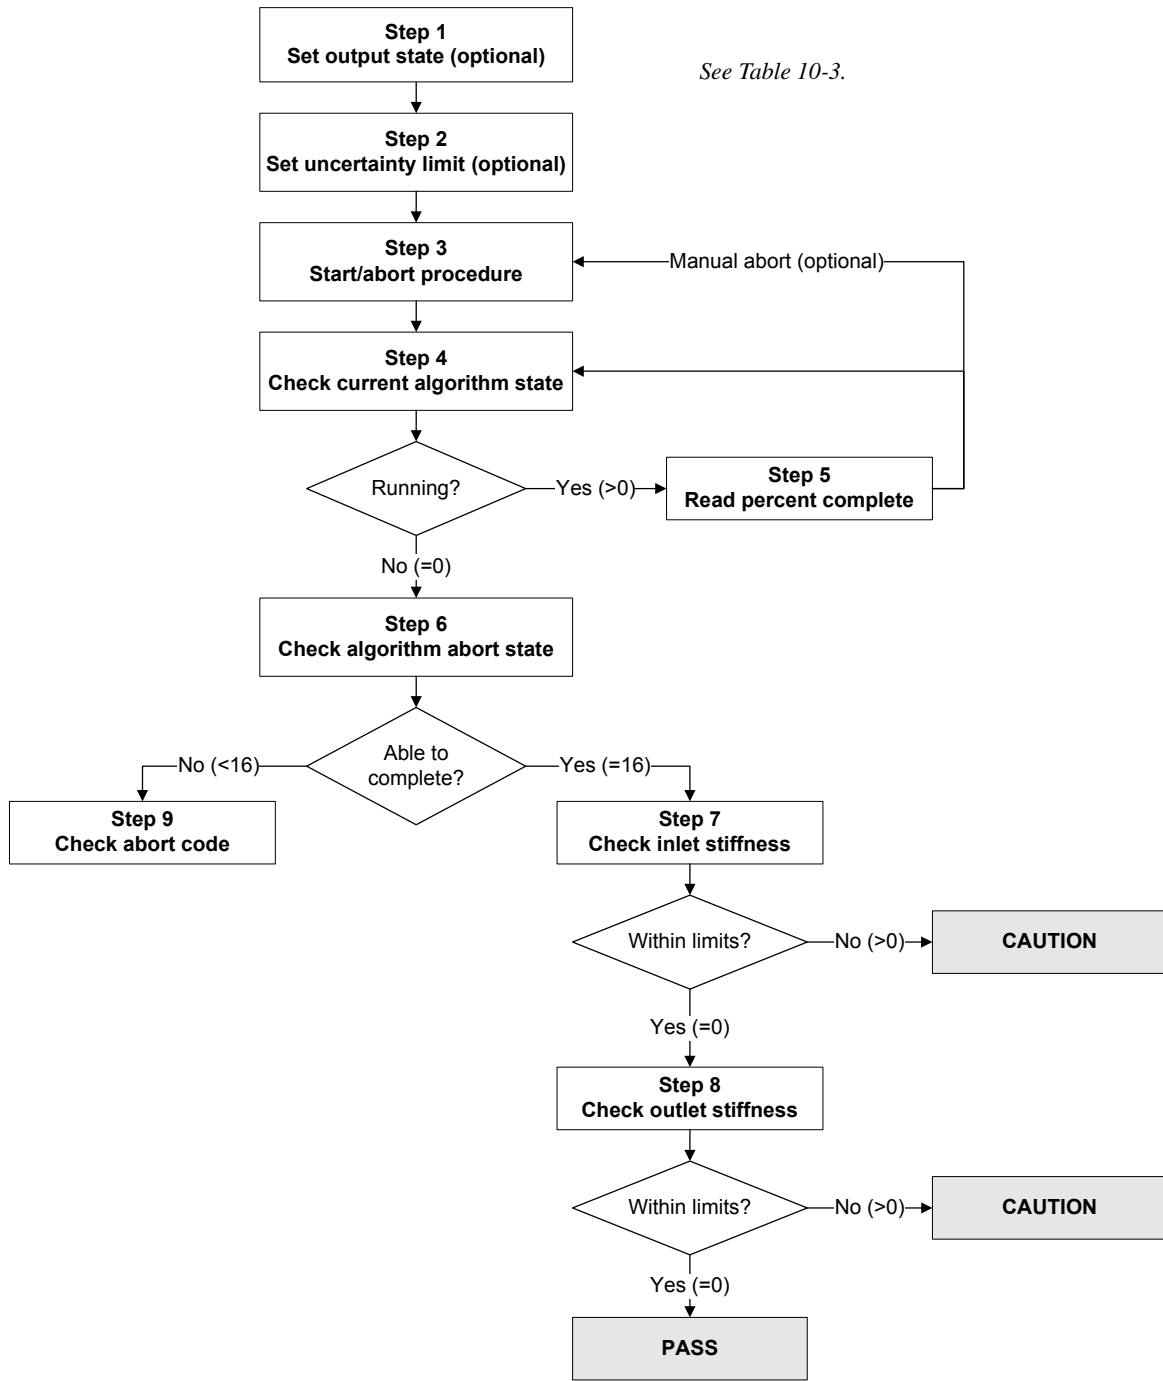 Step 1
Set output state (optional)
See Table 10-3.
Step 2
Set uncertainty limit (optional)
Step 3
Start/abort procedure
Manual abort (optional)
Step 4
Check current algorithm state
Running?
Yes (>0)
Step 5
Read percent complete
No (=0)
Step 6
Check algorithm abort state
Able to
complete?
No (<16)
Yes (=16)
Step 9
Check abort code
Step 7
Check inlet stiffness
Within limits?
No (>0)
CAUTION
Yes (=0)
Step 8
Check outlet stiffness
Within limits?
No (>0)
CAUTION
Yes (=0)
PASS